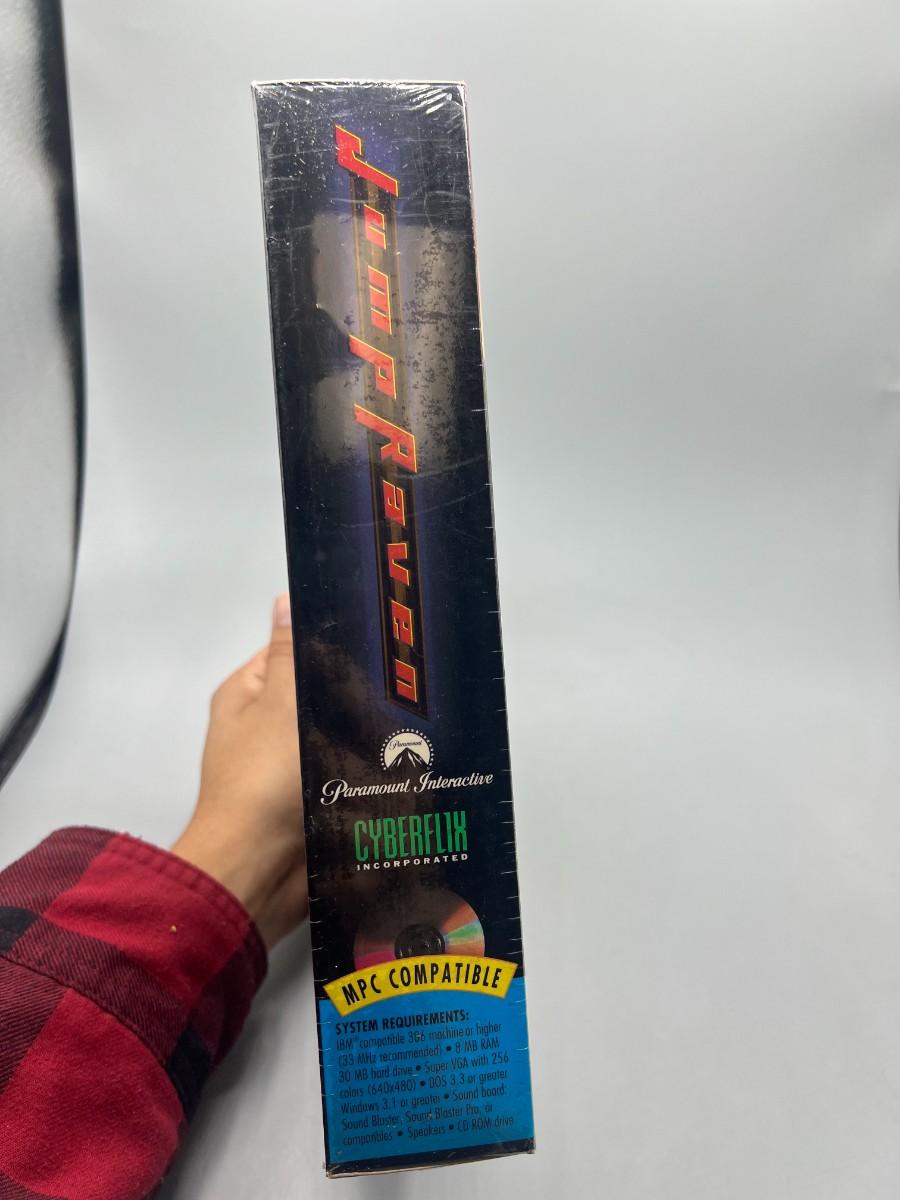 JumpRaven
Paramount
Paramount Interactive
CYBERFLIX
INCORPORATED
MPC COMPATIBLE
SYSTEM REQUIREMENTS:
IBM® compatible 386 machine or higher
(33 MHz recommended) • 8 MB RAM
30 MB hard drive • Super VGA with 256
colors (640x480) • DOS 3.3 or greater
Windows 3.1 or greater • Sound board:
Sound Blaster, Sound Blaster Pro, or
compatibles • Speakers • CD ROM drive